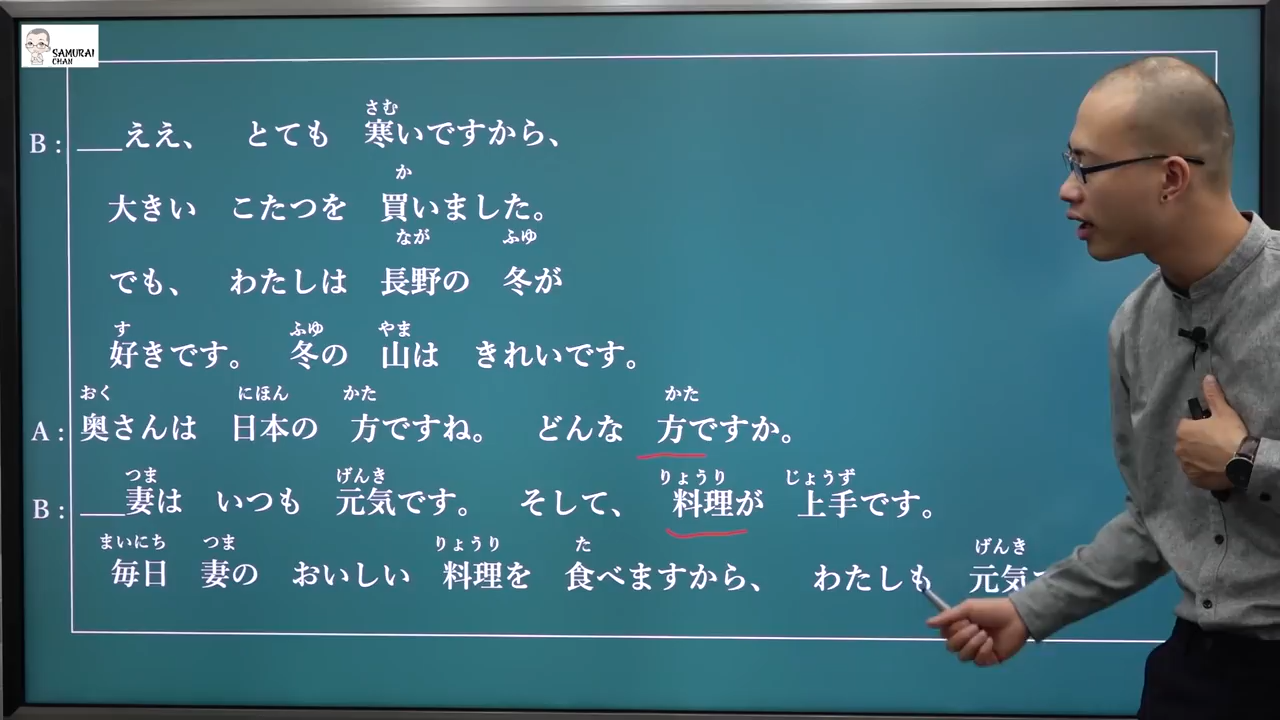 SAMURAI
CHAN
さむ
B： ＿＿ええ、 とても 寒いですから、
か
大きい こたつを 買いました。
なが ふゆ
でも、 わたしは 長野の 冬が
す ふゆ やま
好きです。 冬の 山は きれいです。
おく にほん かた かた
A： 奥さんは 日本の 方ですね。 どんな 方ですか。
つま げんき りょうり じょうず
B： ＿＿妻は いつも 元気です。 そして、 料理が 上手です。
まいにち つま りょうり た げんき
毎日 妻の おいしい 料理を 食べますから、 わたしも 元気